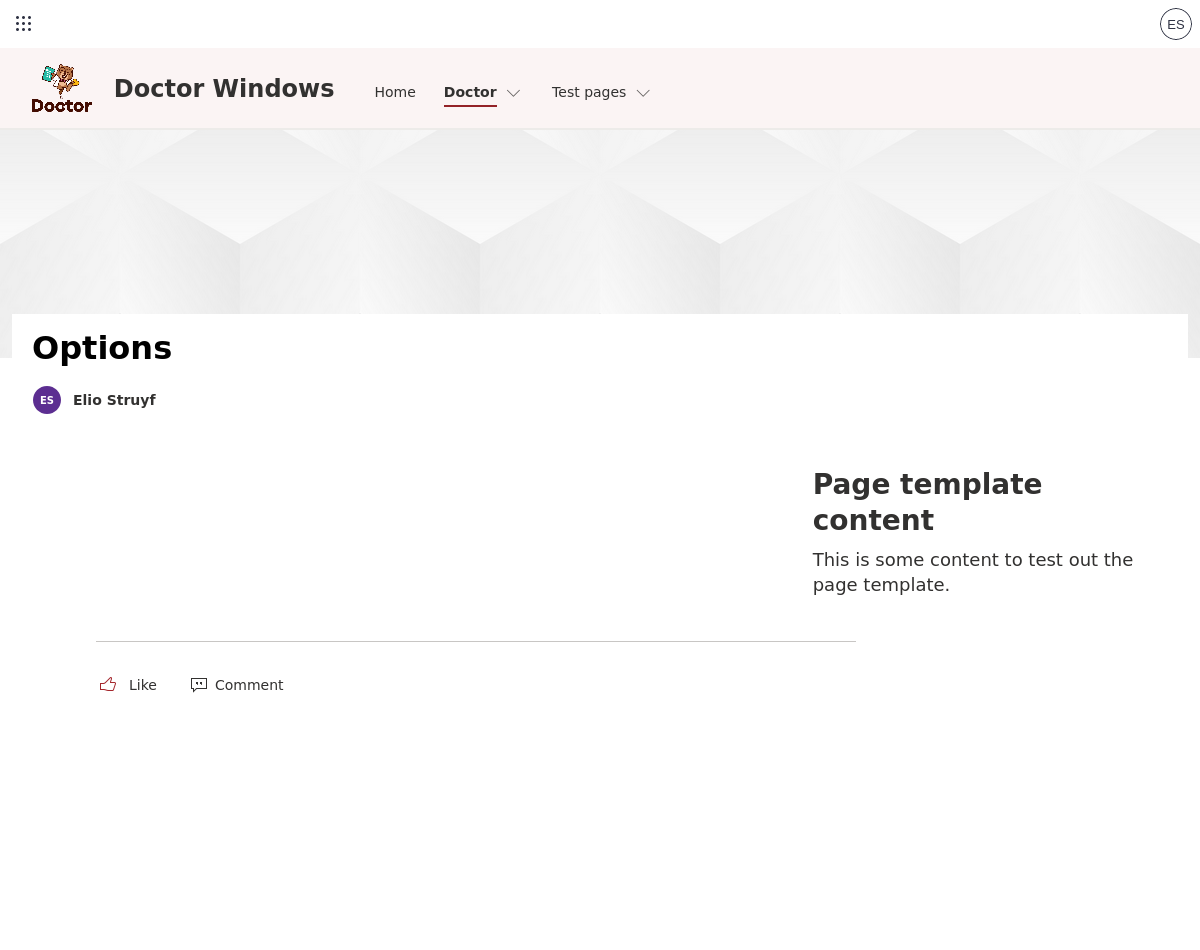 ES
Doctor
Doctor Windows
Home Doctor Test pages
Options
ES Elio Struyf
Page template
content
This is some content to test out the
page template.
Like Comment